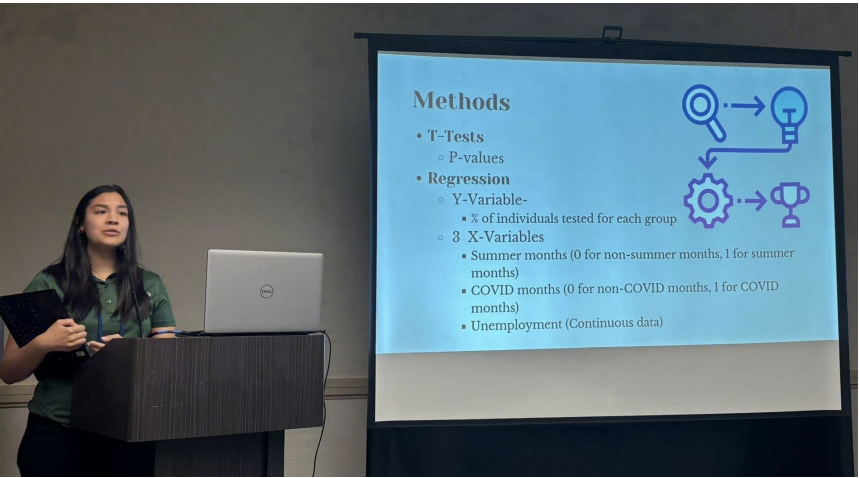 Methods
• T-Tests
◦ P-values
• Regression
◦ Y-Variable-
▪ % of individuals tested for each group
◦ 3 X-Variables
▪ Summer months (0 for non-summer months, 1 for summer
months)
▪ COVID months (0 for non-COVID months, 1 for COVID
months)
▪ Unemployment (Continuous data)
DELL